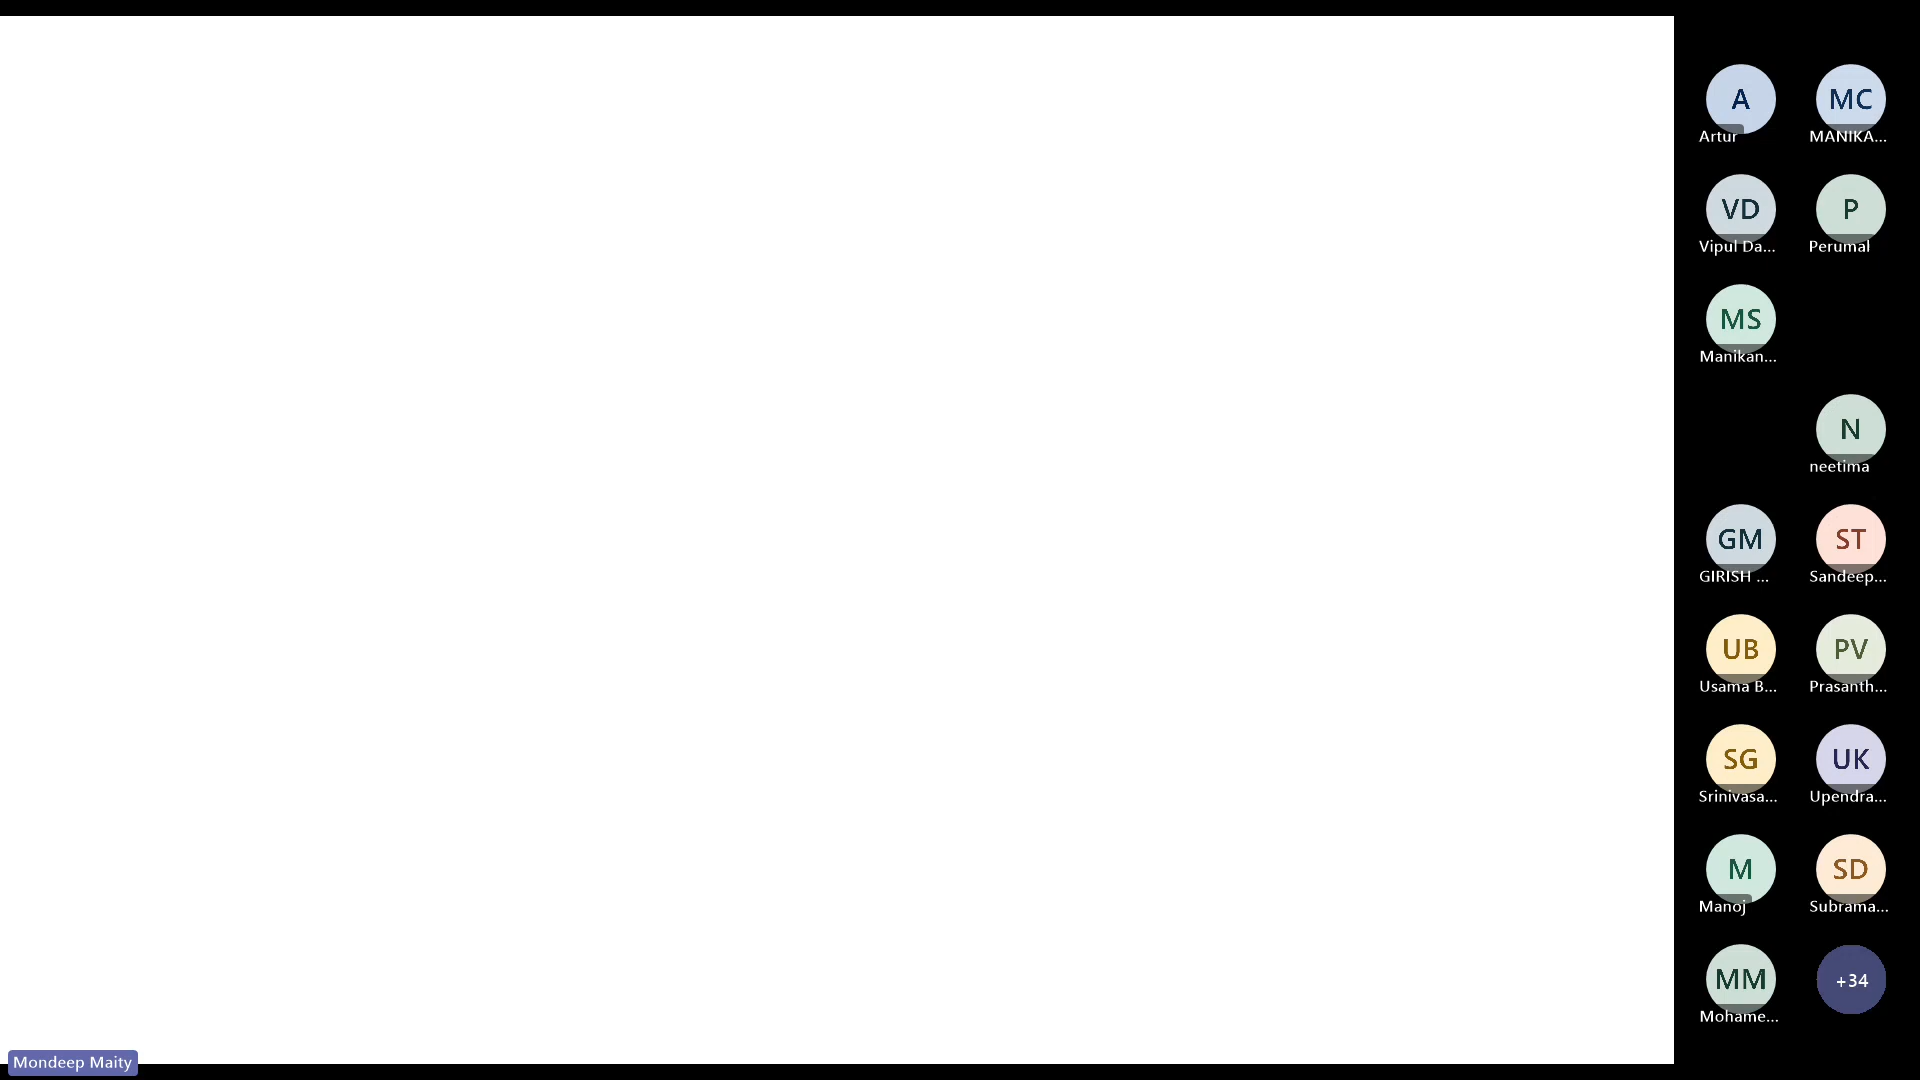 A
MC
Artur
MANIKA...
VD
P
Vipul Da...
Perumal
MS
Manikan...
N
neetima
GM
ST
GIRISH ...
Sandeep...
UB
PV
Usama B...
Prasanth...
SG
UK
Srinivasa...
Upendra...
M
SD
Manoj
Subrama...
MM
+34
Mohame...
Mondeep Maity